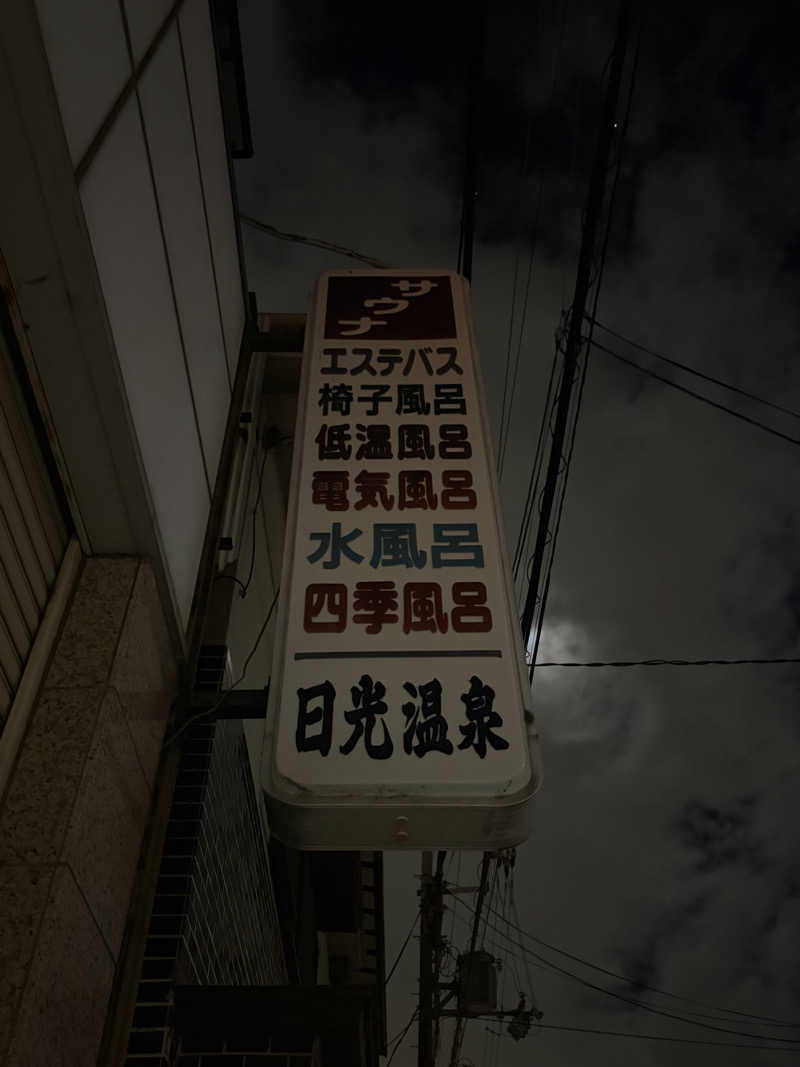 サウナ
エステバス
椅子風呂
低温風呂
電気風呂
水風呂
四季風呂
日光温泉